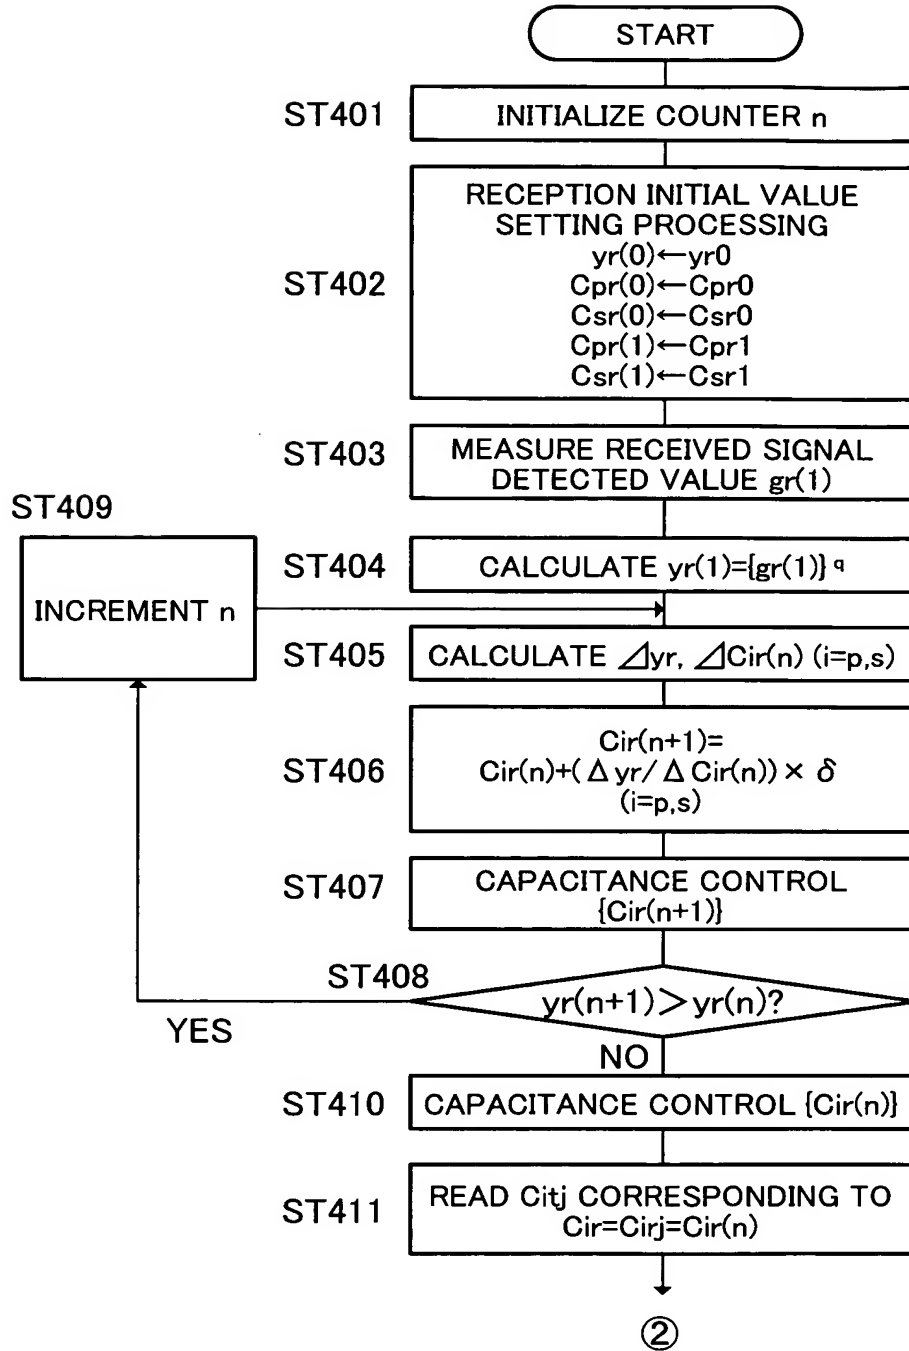 START
ST401
INITIALIZE COUNTER n
ST402
RECEPTION INITIAL VALUE
SETTING PROCESSING
yr(0)←yr0
Cpr(0)←Cpr0
Csr(0)←Csr0
Cpr(1)←Cpr1
Csr(1)←Csr1
ST403
MEASURE RECEIVED SIGNAL
DETECTED VALUE gr(1)
ST409
INCREMENT n
ST404
CALCULATE yr(1)={gr(1)} q
ST405
CALCULATE ⊿yr, ⊿Cir(n) (i=p,s)
ST406
Cir(n+1)=
Cir(n)+(Δyr/ΔCir(n))×δ
(i=p,s)
ST407
CAPACITANCE CONTROL
{Cir(n+1)}
ST408
yr(n+1)>yr(n)?
YES
NO
ST410
CAPACITANCE CONTROL {Cir(n)}
ST411
READ Citj CORRESPONDING TO
Cir=Cirj=Cir(n)
②